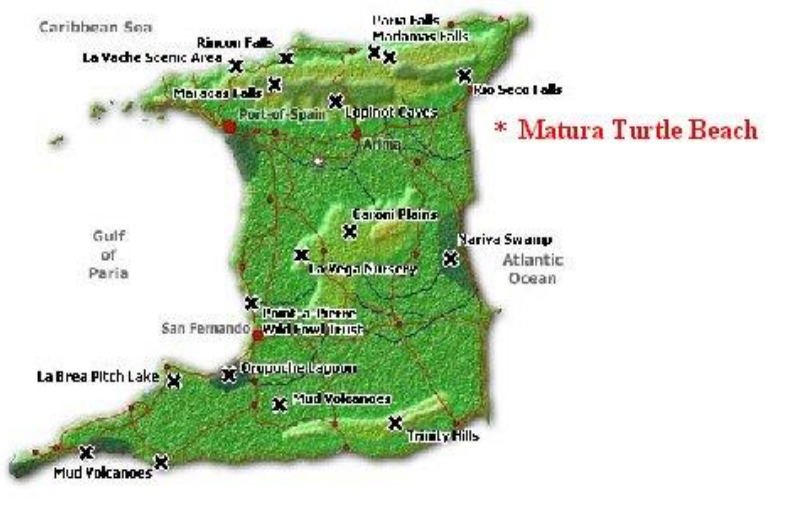 Caribbean Sea
Paria Falls
Madamas Falls
Rincon Falls
La Vache Scenic Area
Maracas Falls
Rio Seco Falls
Port-of-Spain
Lopinot Caves
* Matura Turtle Beach
Arima
Caroni Plains
Gulf
of
Paria
Nariva Swamp
La Vega Nursery
Atlantic
Ocean
Point-a-Pierre
San Fernando
Wild Fowl Trust
La Brea Pitch Lake
Oropuche Lagoon
Mud Volcanoes
Trinity Hills
Mud Volcanoes